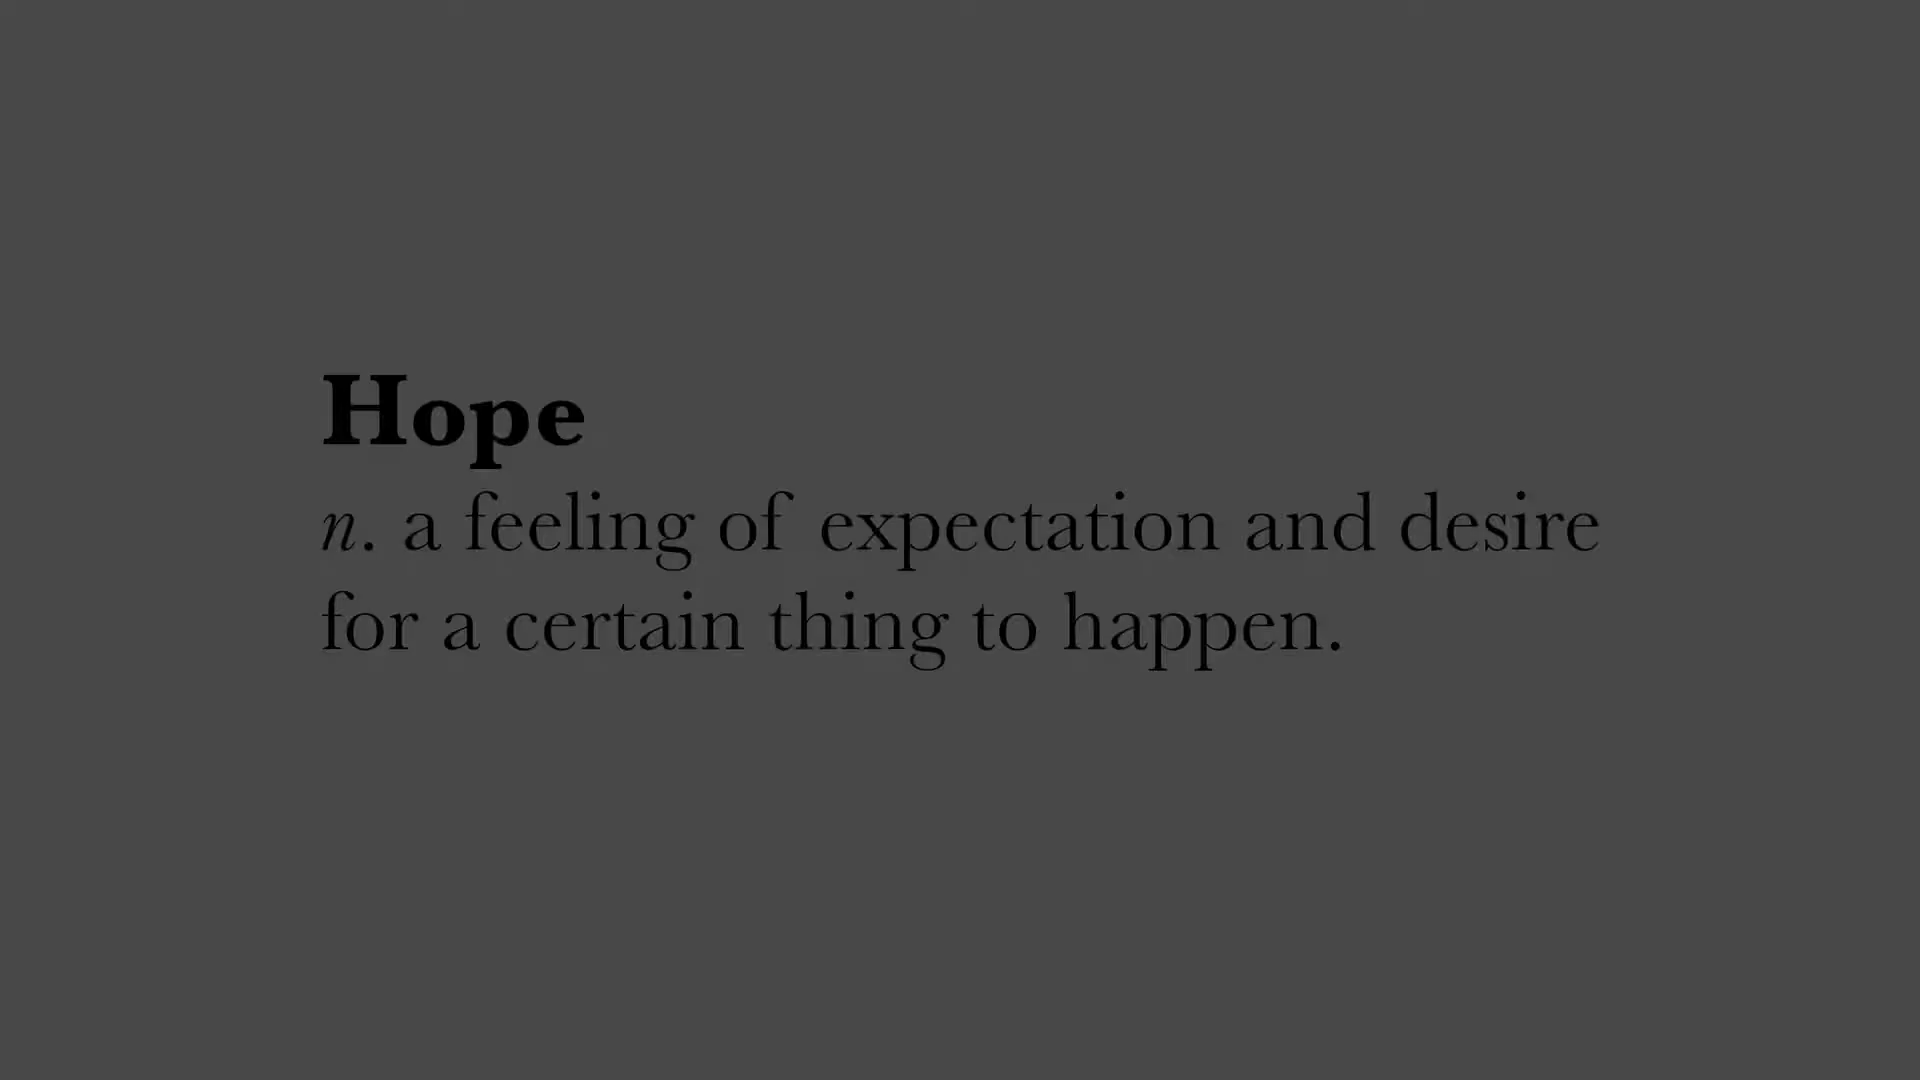 Hope
n. a feeling of expectation and desire
for a certain thing to happen.